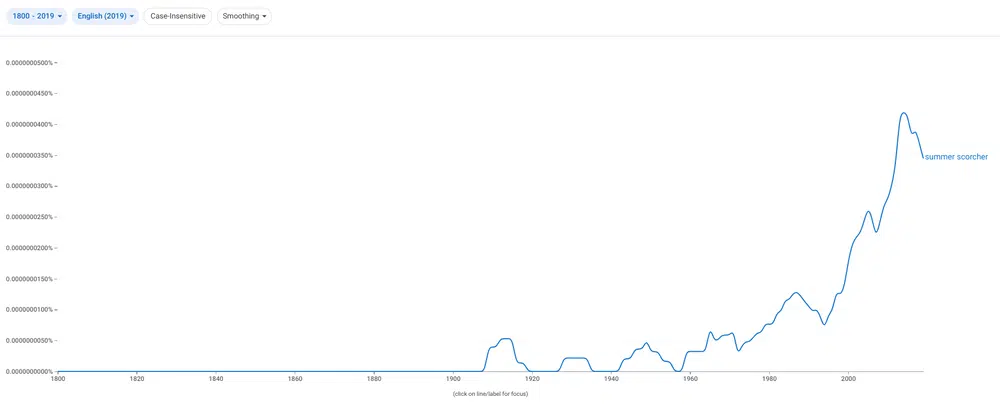 1800 - 2019 English (2019) Case-Insensitive Smoothing
0.0000000500%
0.0000000450%
0.0000000400%
0.0000000350%
summer scorcher
0.0000000300%
0.0000000250%
0.0000000200%
0.0000000150%
0.0000000100%
0.0000000050%
0.0000000000%
1800 1820 1840 1860 1880 1900 1920 1940 1960 1980 2000
(click on line/label for focus)